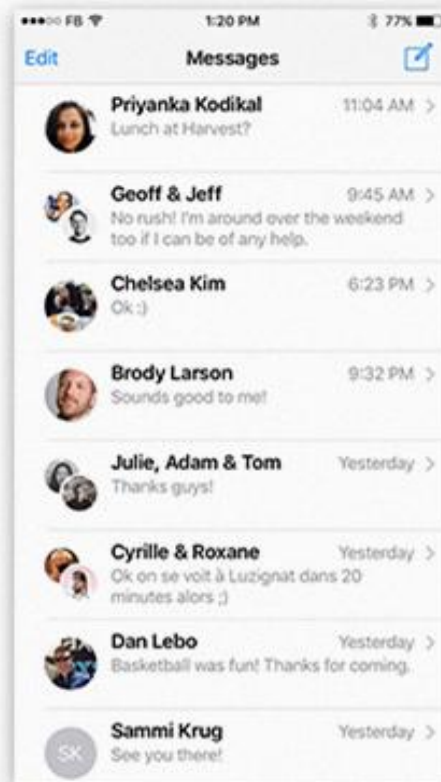 FB 1:20 PM 77%
Edit Messages
Priyanka Kodikal 11:04 AM
Lunch at Harvest?
Geoff & Jeff 9:45 AM
No rush! I'm around over the weekend
too if I can be of any help.
Chelsea Kim 6:23 PM
Ok :)
Brody Larson 9:32 PM
Sounds good to me!
Julie, Adam & Tom Yesterday
Thanks guys!
Cyrille & Roxane Yesterday
Ok on se voit à Luzignat dans 20
minutes alors ;)
Dan Lebo Yesterday
Basketball was fun! Thanks for coming.
Sammi Krug Yesterday
SK
See you there!